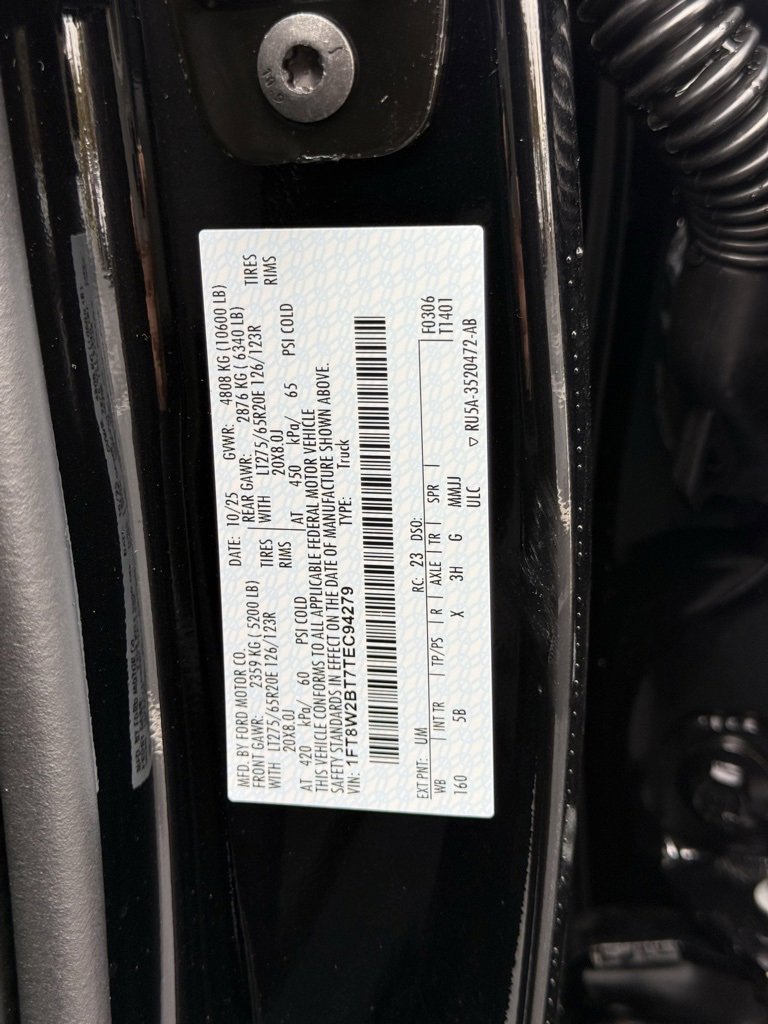 MFD. BY FORD MOTOR CO.
DATE: 10/25 GVWR: 4808 KG (10600 LB)
FRONT GAWR: 2359 KG ( 5200 LB) REAR GAWR: 2876 KG ( 6340 LB)
WITH LT275/65R20E 126/123R TIRES WITH LT275/65R20E 126/123R TIRES
20X8.0J RIMS 20X8.0J RIMS
AT 420 kPa/ 60 PSI COLD AT 450 kPa/ 65 PSI COLD
THIS VEHICLE CONFORMS TO ALL APPLICABLE FEDERAL MOTOR VEHICLE
SAFETY STANDARDS IN EFFECT ON THE DATE OF MANUFACTURE SHOWN ABOVE.
VIN: 1FT8W2BT7TEC94279 TYPE: Truck
F0306
T1401
EXT PNT: UM RC: 23 DSO:
WB INT TR TP/PS R AXLE TR SPR
160 5B X 3H G MMJJ
ULC
▽ RU5A-3520472-AB